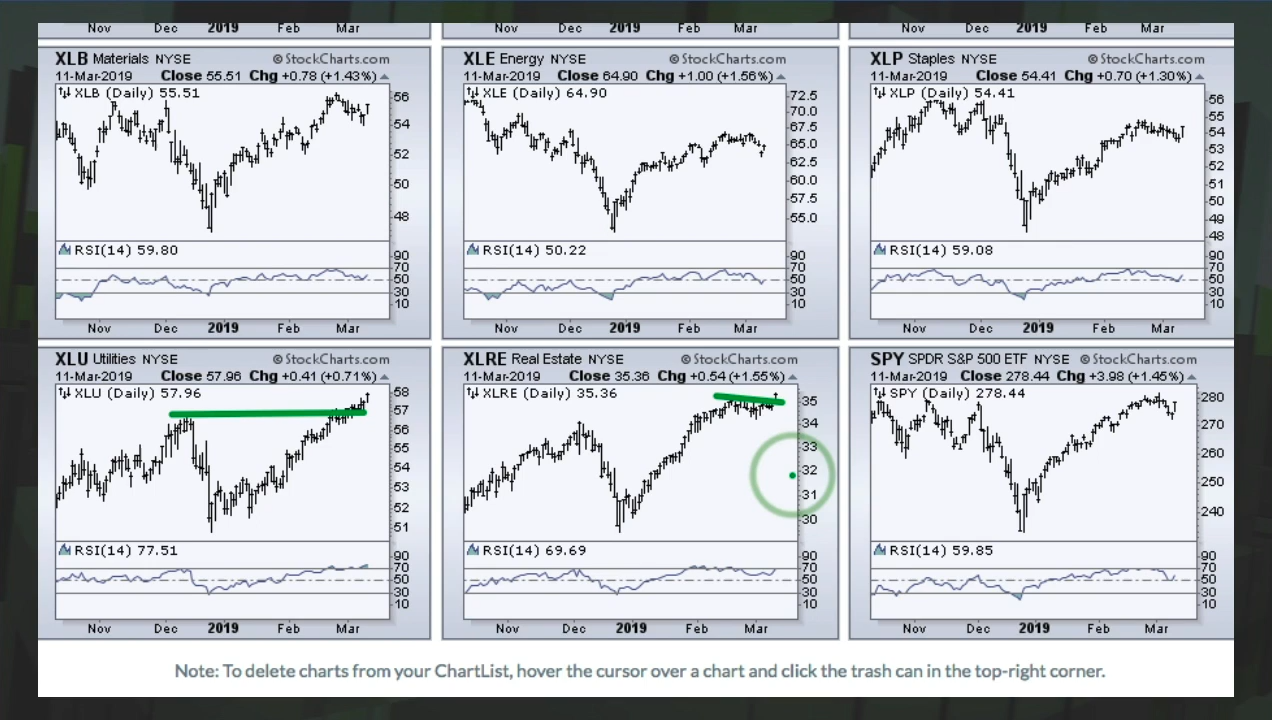 Nov Dec 2019 Feb Mar
Nov Dec 2019 Feb Mar
Nov Dec 2019 Feb Mar
XLB Materials NYSE © StockCharts.com
11-Mar-2019 Close 55.51 Chg +0.78 (+1.43%)
XLB (Daily) 55.51
56
54
52
50
48
RSI(14) 59.80
90
70
50
30
10
Nov Dec 2019 Feb Mar
XLE Energy NYSE © StockCharts.com
11-Mar-2019 Close 64.90 Chg +1.00 (+1.56%)
XLE (Daily) 64.90
72.5
70.0
67.5
65.0
62.5
60.0
57.5
55.0
RSI(14) 50.22
90
70
50
30
10
Nov Dec 2019 Feb Mar
XLP Staples NYSE © StockCharts.com
11-Mar-2019 Close 54.41 Chg +0.70 (+1.30%)
XLP (Daily) 54.41
56
55
54
53
52
51
50
49
48
RSI(14) 59.08
90
70
50
30
10
Nov Dec 2019 Feb Mar
XLU Utilities NYSE © StockCharts.com
11-Mar-2019 Close 57.96 Chg +0.41 (+0.71%)
XLU (Daily) 57.96
58
57
56
55
54
53
52
51
RSI(14) 77.51
90
70
50
30
10
Nov Dec 2019 Feb Mar
XLRE Real Estate NYSE © StockCharts.com
11-Mar-2019 Close 35.36 Chg +0.54 (+1.55%)
XLRE (Daily) 35.36
35
34
33
32
31
30
RSI(14) 69.69
90
70
50
30
10
Nov Dec 2019 Feb Mar
SPY SPDR S&P 500 ETF NYSE © StockCharts.com
11-Mar-2019 Close 278.44 Chg +3.98 (+1.45%)
SPY (Daily) 278.44
280
270
260
250
240
RSI(14) 59.85
90
70
50
30
10
Nov Dec 2019 Feb Mar
Note: To delete charts from your ChartList, hover the cursor over a chart and click the trash can in the top-right corner.